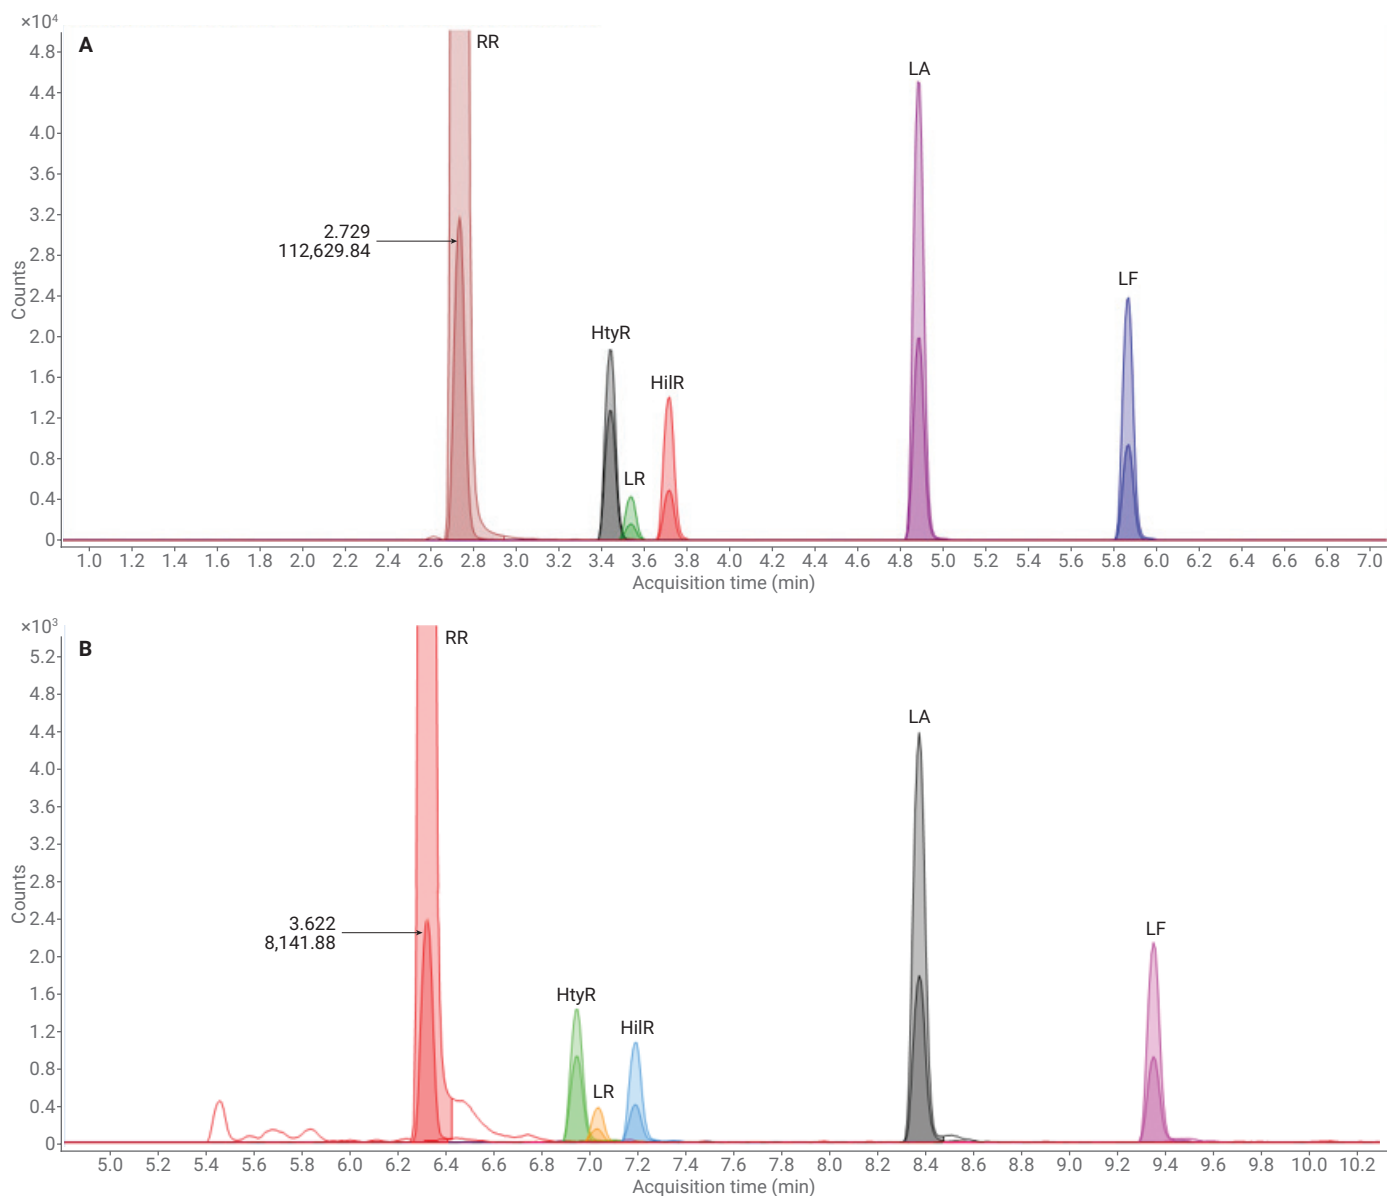 ×10⁴
A
RR
LA
4.8
4.4
4.0
3.6
3.2
2.8
2.4
2.0
1.6
1.2
0.8
0.4
0
Counts
2.729
112,629.84
LF
HtyR
HilR
LR
1.0 1.2 1.4 1.6 1.8 2.0 2.2 2.4 2.6 2.8 3.0 3.2 3.4 3.6 3.8 4.0 4.2 4.4 4.6 4.8 5.0 5.2 5.4 5.6 5.8 6.0 6.2 6.4 6.6 6.8 7.0
Acquisition time (min)
×10³
B
RR
LA
5.2
4.8
4.4
4.0
3.6
3.2
2.8
2.4
2.0
1.6
1.2
0.8
0.4
0
Counts
3.622
8,141.88
LF
HtyR
HilR
LR
5.0 5.2 5.4 5.6 5.8 6.0 6.2 6.4 6.6 6.8 7.0 7.2 7.4 7.6 7.8 8.0 8.2 8.4 8.6 8.8 9.0 9.2 9.4 9.6 9.8 10.0 10.2
Acquisition time (min)